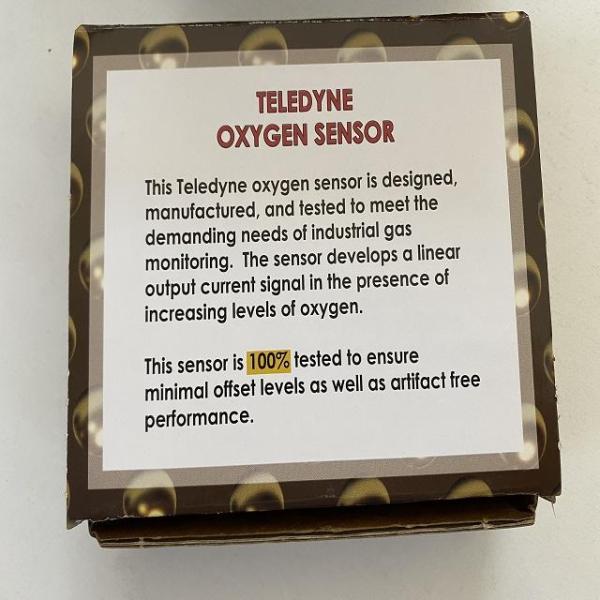 TELEDYNE
OXYGEN SENSOR
This Teledyne oxygen sensor is designed,
manufactured, and tested to meet the
demanding needs of industrial gas
monitoring. The sensor develops a linear
output current signal in the presence of
increasing levels of oxygen.
This sensor is 100% tested to ensure
minimal offset levels as well as artifact free
performance.